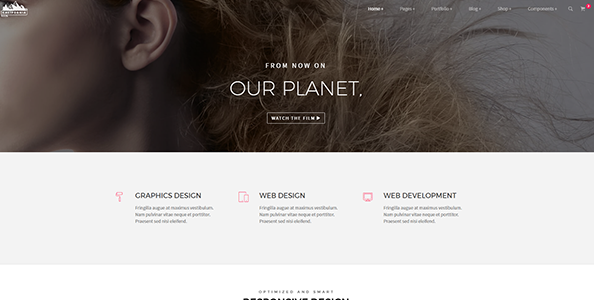 Home Pages Portfolio Blog Shop Components
FROM NOW ON
OUR PLANET,
WATCH THE FILM
GRAPHICS DESIGN WEB DESIGN WEB DEVELOPMENT
Fringilla augue at maximus vestibulum. Fringilla augue at maximus vestibulum. Fringilla augue at maximus vestibulum.
Nam pulvinar vitae neque et porttitor. Nam pulvinar vitae neque et porttitor. Nam pulvinar vitae neque et porttitor.
Praesent sed nisi eleifend. Praesent sed nisi eleifend. Praesent sed nisi eleifend.
OPTIMIZED AND SMART
RESPONSIVE DESIGN